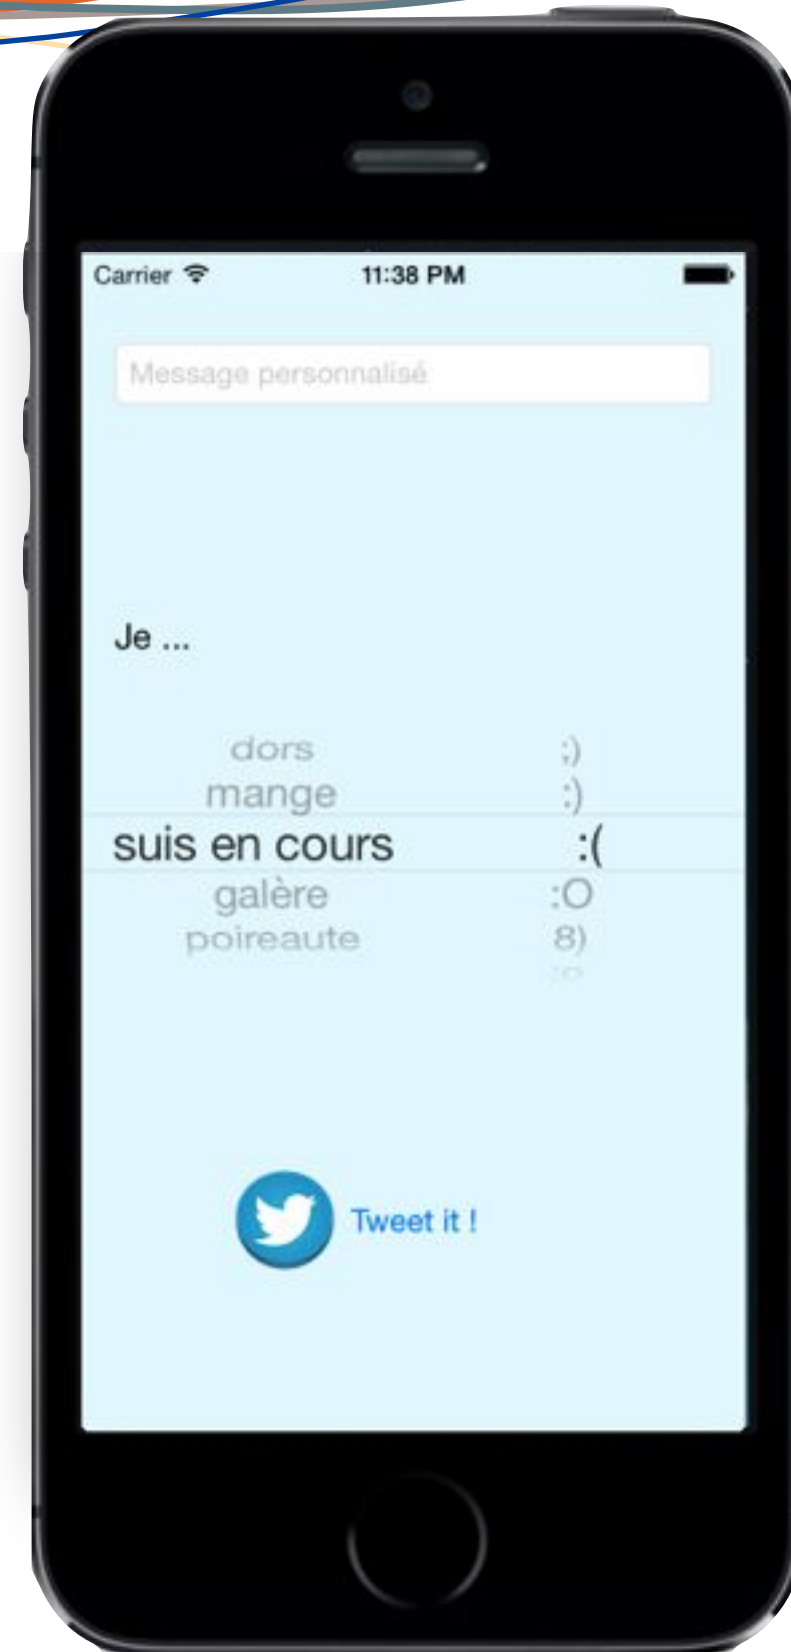 Carrier 11:38 PM
Message personnalisé
Je ...
dors ;)
mange :)
suis en cours :(
galère :O
poireaute 8)
Tweet it !